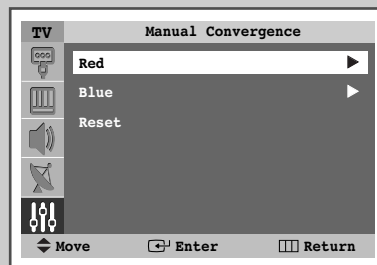 TV Manual Convergence
Red
Blue
Reset
Move Enter Return